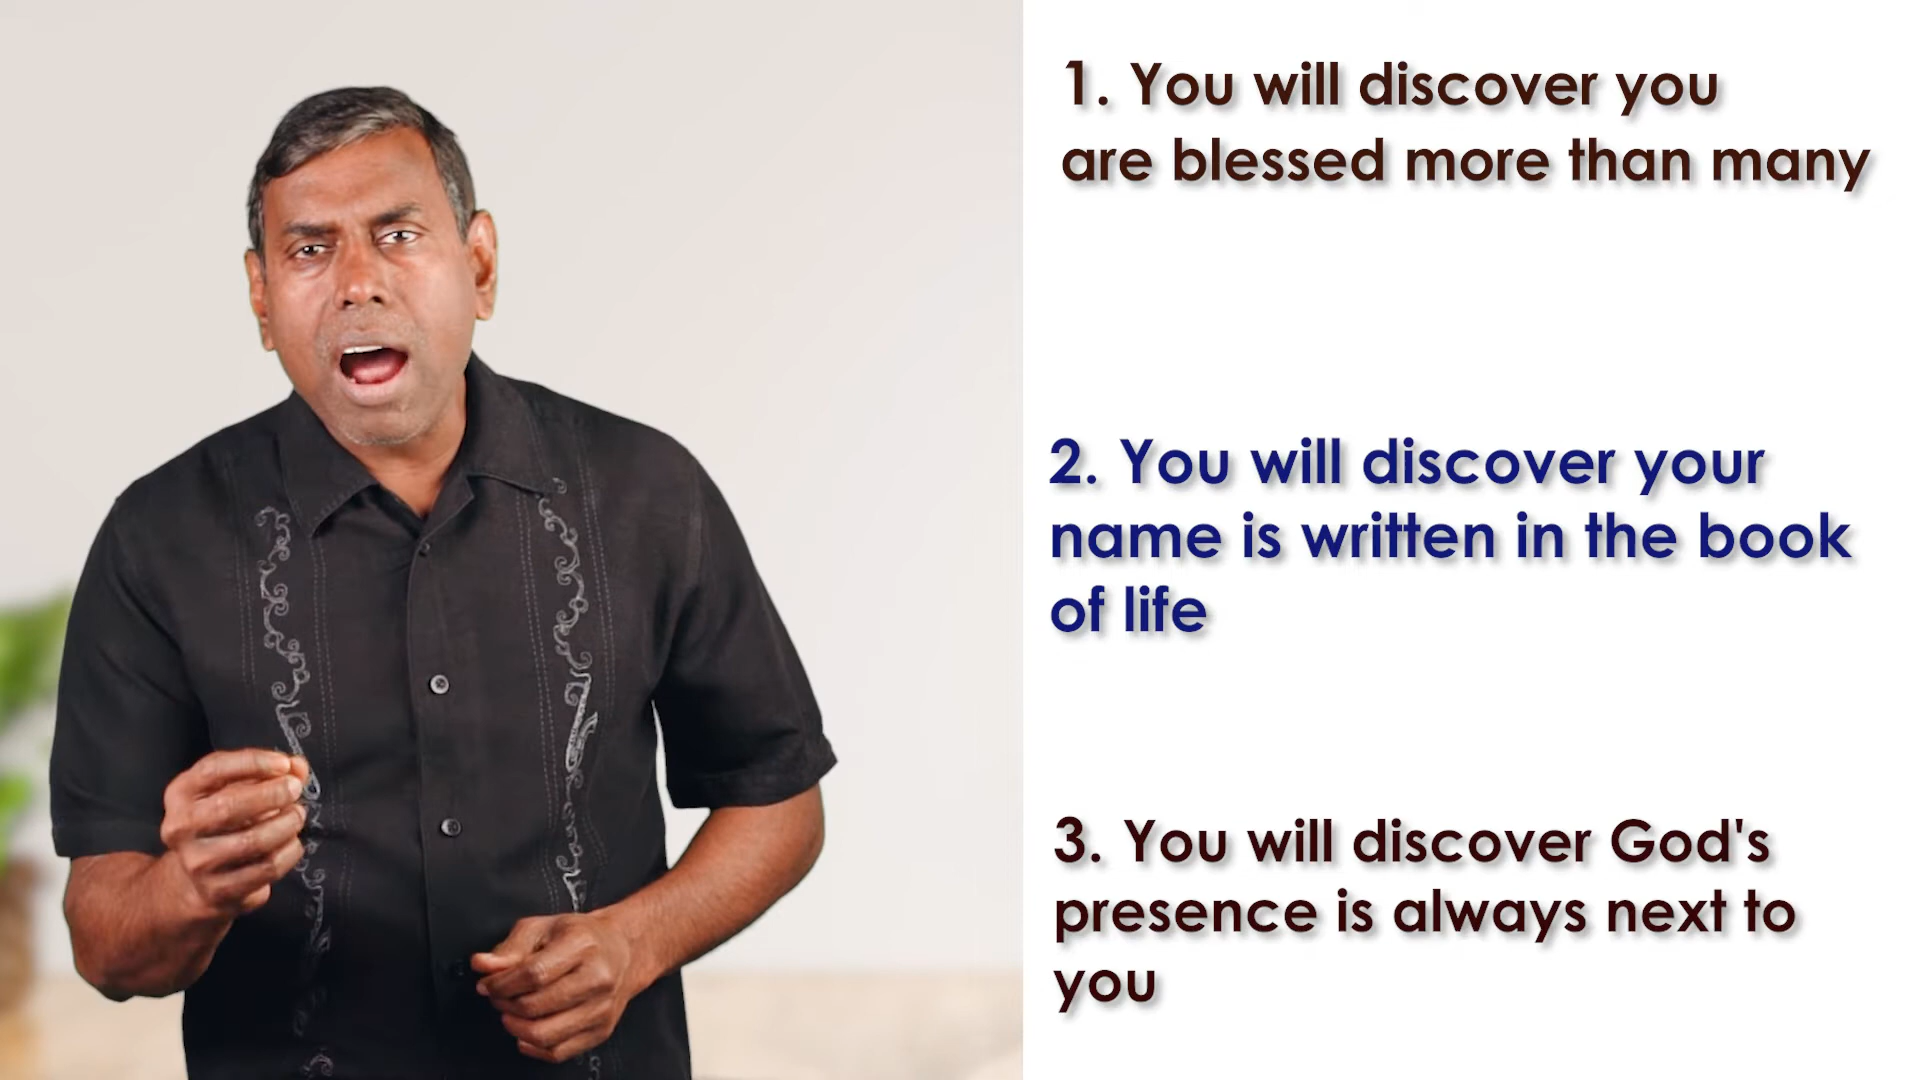 1. You will discover you
are blessed more than many
2. You will discover your
name is written in the book
of life
3. You will discover God's
presence is always next to
you